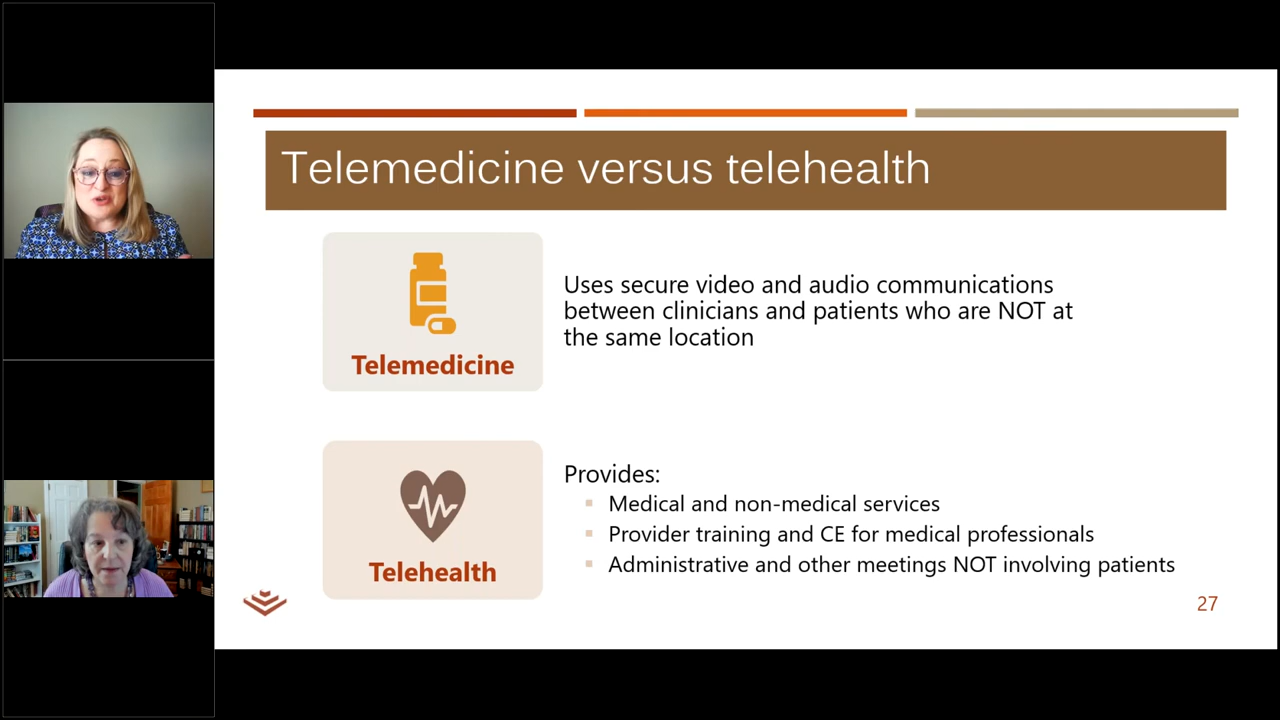 Telemedicine versus telehealth
Telemedicine
Uses secure video and audio communications
between clinicians and patients who are NOT at
the same location
Telehealth
Provides:
Medical and non-medical services
Provider training and CE for medical professionals
Administrative and other meetings NOT involving patients
27